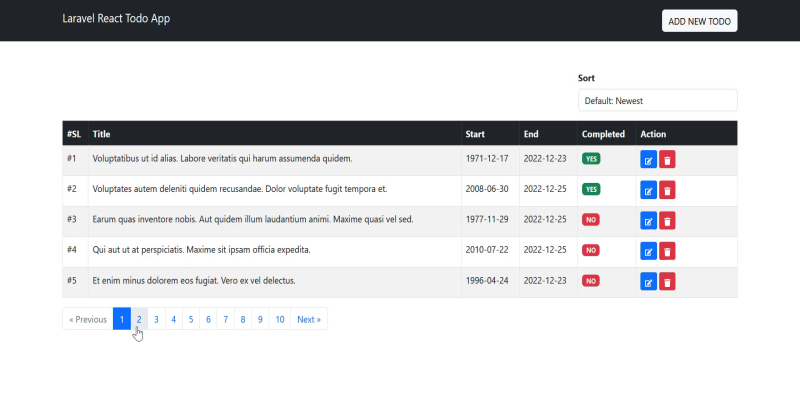 Laravel React Todo App
ADD NEW TODO
Sort
Default: Newest
#SL Title Start End Completed Action
#1 Voluptatibus ut id alias. Labore veritatis qui harum assumenda quidem. 1971-12-17 2022-12-23 YES
#2 Voluptates autem deleniti quidem recusandae. Dolor voluptate fugit tempora et. 2008-06-30 2022-12-25 YES
#3 Earum quas inventore nobis. Aut quidem illum laudantium animi. Maxime quasi vel sed. 1977-11-29 2022-12-25 NO
#4 Qui aut ut at perspiciatis. Maxime sit ipsam officia expedita. 2010-07-22 2022-12-25 NO
#5 Et enim minus dolorem eos fugiat. Vero ex vel delectus. 1996-04-24 2022-12-23 NO
« Previous 1 2 3 4 5 6 7 8 9 10 Next »